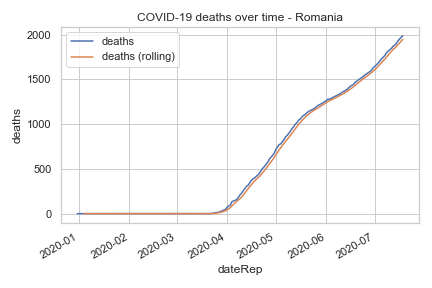 COVID-19 deaths over time - Romania
deaths
deaths (rolling)
deaths
2000
1500
1000
500
0
2020-01
2020-02
2020-03
2020-04
2020-05
2020-06
2020-07
dateRep